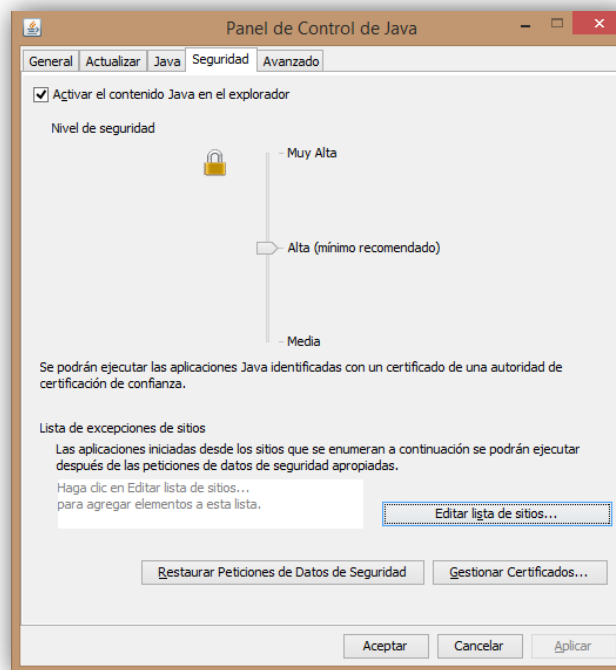 Panel de Control de Java
General Actualizar Java Seguridad Avanzado
Activar el contenido Java en el explorador
Nivel de seguridad
Muy Alta
Alta (mínimo recomendado)
Media
Se podrán ejecutar las aplicaciones Java identificadas con un certificado de una autoridad de
certificación de confianza.
Lista de excepciones de sitios
Las aplicaciones iniciadas desde los sitios que se enumeran a continuación se podrán ejecutar
después de las peticiones de datos de seguridad apropiadas.
Haga clic en Editar lista de sitios...
para agregar elementos a esta lista.
Editar lista de sitios...
Restaurar Peticiones de Datos de Seguridad Gestionar Certificados...
Aceptar Cancelar Aplicar